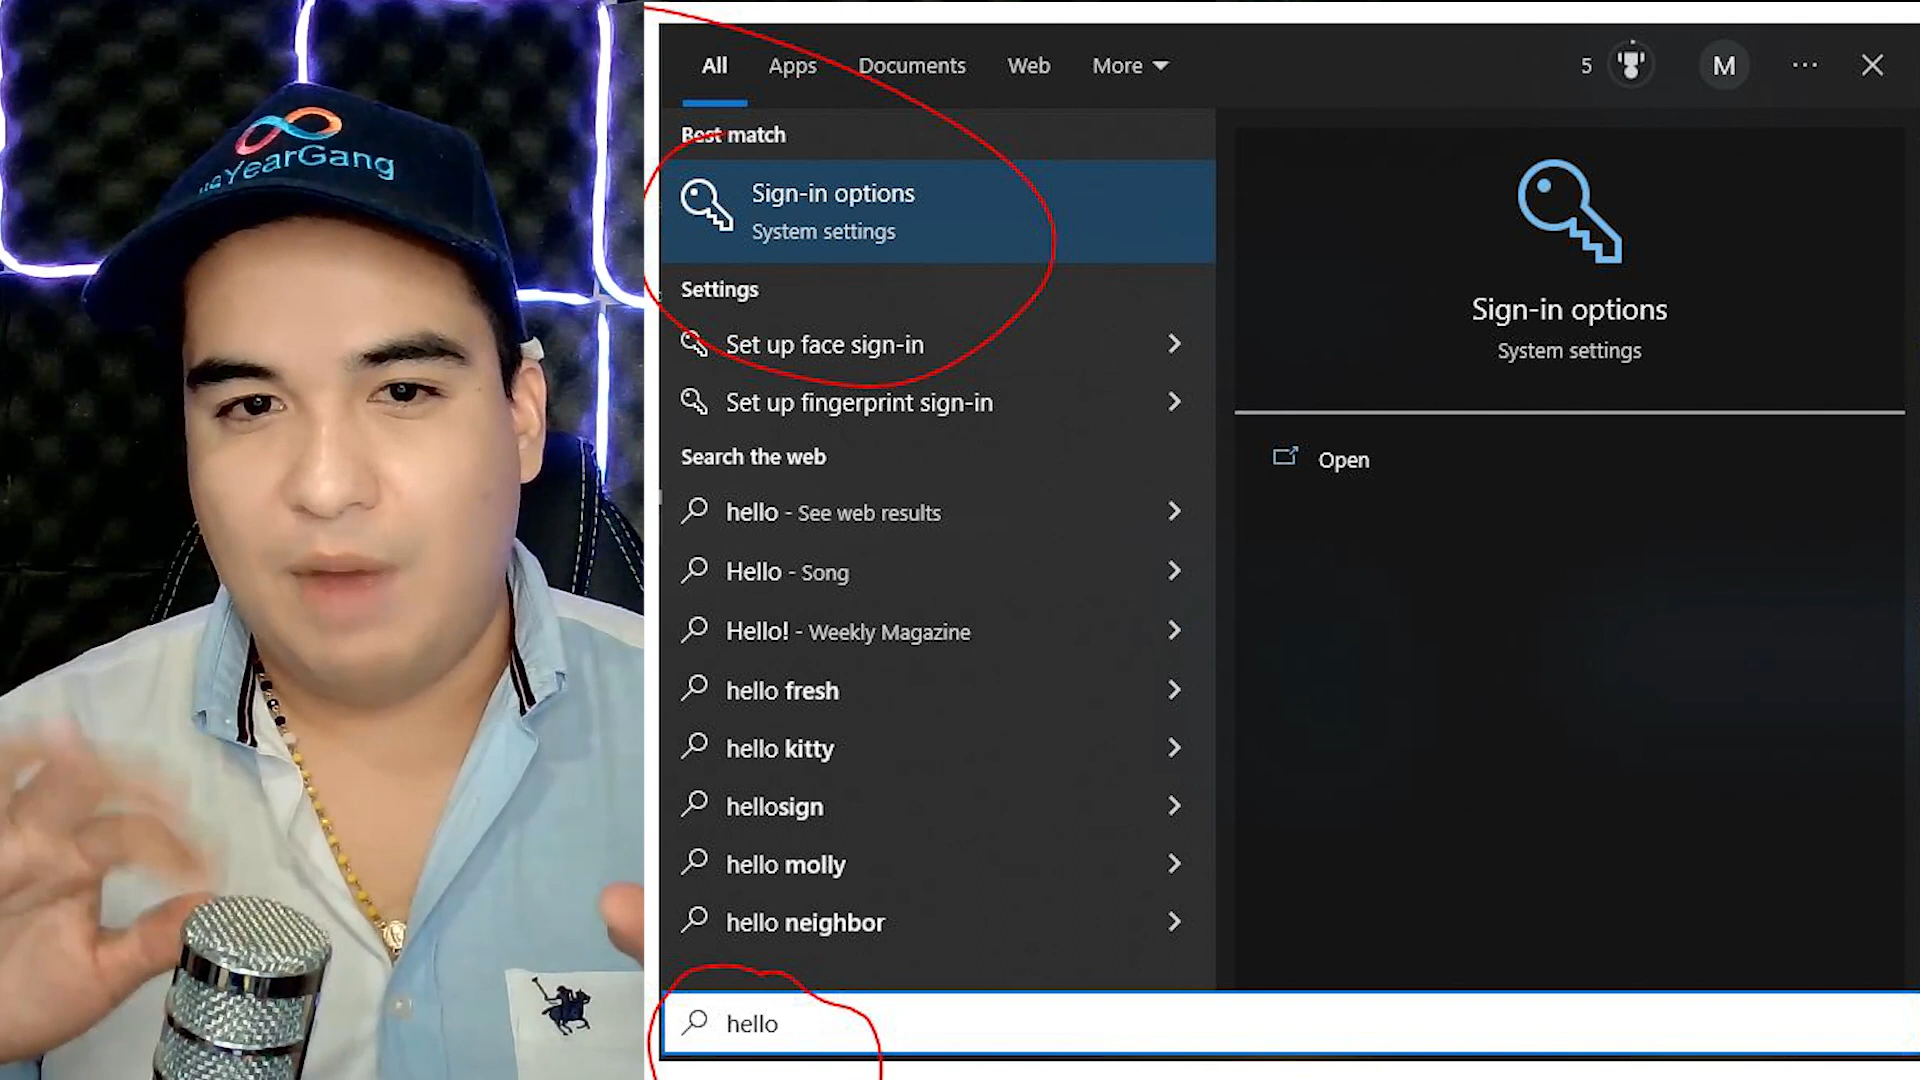 YearGang
All Apps Documents Web More 5 M ···
Best match
Sign-in options
System settings
Settings
Set up face sign-in
Set up fingerprint sign-in
Search the web
hello - See web results
Hello - Song
Hello! - Weekly Magazine
hello fresh
hello kitty
hellosign
hello molly
hello neighbor
hello
Sign-in options
System settings
Open